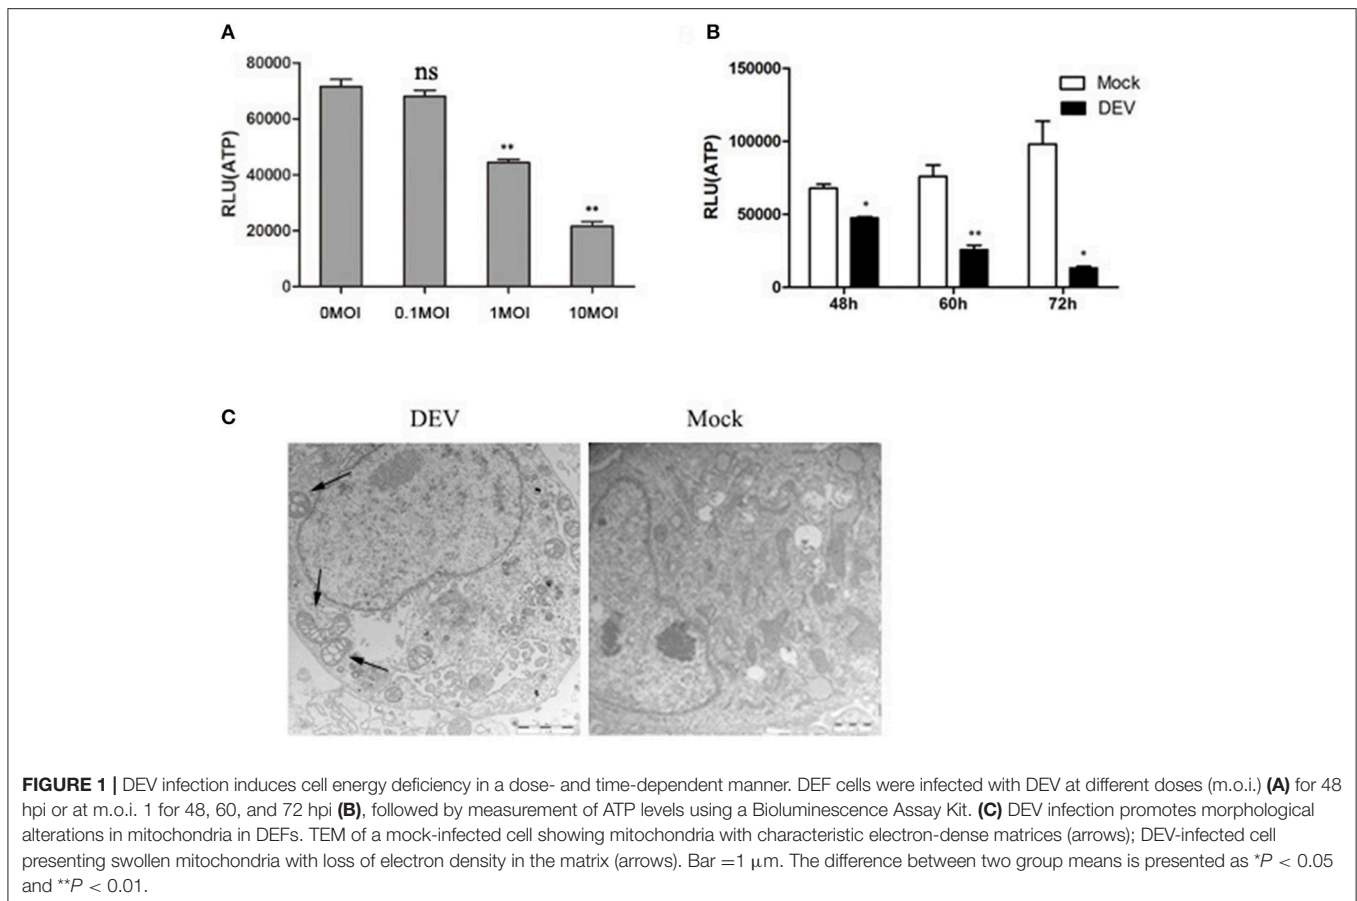 A
B
80000
60000
40000
20000
0
RLU(ATP)
ns
**
**
0MOI 0.1MOI 1MOI 10MOI
150000
100000
50000
0
RLU(ATP)
Mock
DEV
*
**
*
48h 60h 72h
C
DEV Mock
FIGURE 1 | DEV infection induces cell energy deficiency in a dose- and time-dependent manner. DEF cells were infected with DEV at different doses (m.o.i.) (A) for 48
hpi or at m.o.i. 1 for 48, 60, and 72 hpi (B), followed by measurement of ATP levels using a Bioluminescence Assay Kit. (C) DEV infection promotes morphological
alterations in mitochondria in DEFs. TEM of a mock-infected cell showing mitochondria with characteristic electron-dense matrices (arrows); DEV-infected cell
presenting swollen mitochondria with loss of electron density in the matrix (arrows). Bar =1 μm. The difference between two group means is presented as *P < 0.05
and **P < 0.01.